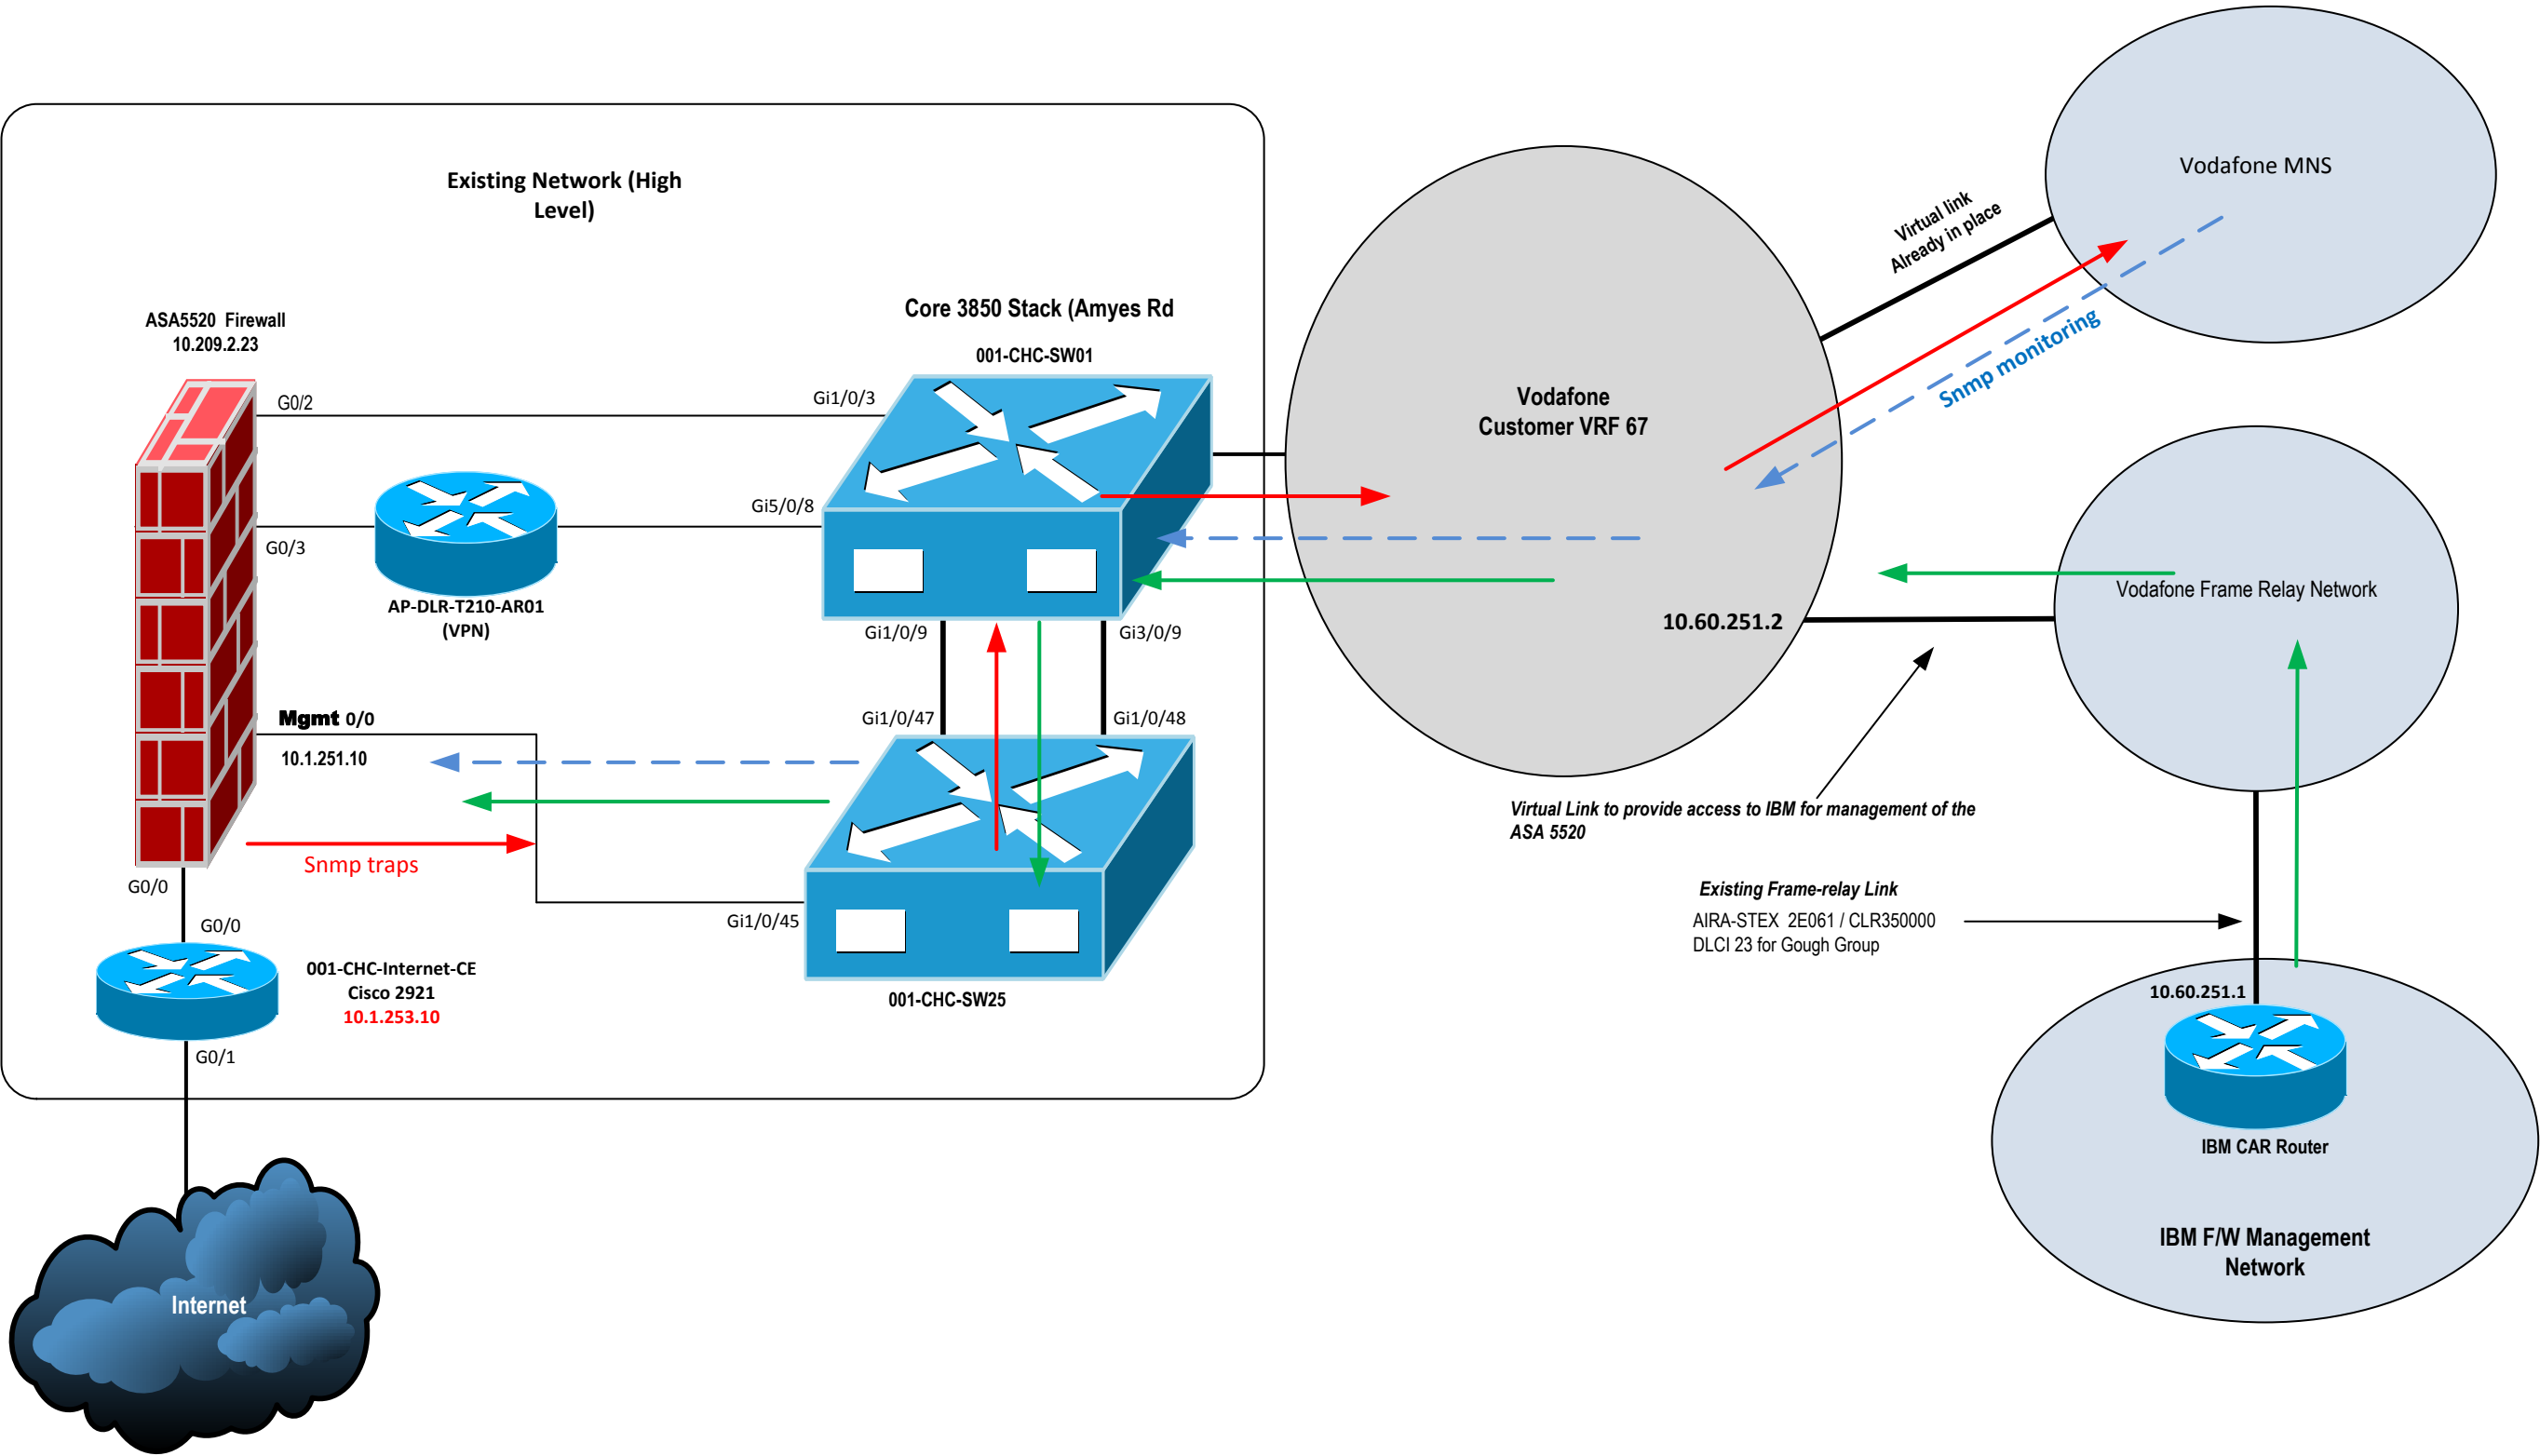 Existing Network (High
Level)
ASA5520  Firewall
10.209.2.23
Core 3850 Stack (Amyes Rd
001-CHC-SW01
G0/2
Gi1/0/3
G0/3
Gi5/0/8
AP-DLR-T210-AR01
(VPN)
Gi1/0/9
Gi3/0/9
Mgmt 0/0
10.1.251.10
Gi1/0/47
Gi1/0/48
Snmp traps
G0/0
G0/0
Gi1/0/45
001-CHC-SW25
001-CHC-Internet-CE
Cisco 2921
10.1.253.10
G0/1
Internet
Vodafone
Customer VRF 67
10.60.251.2
Virtual link
Already in place
Snmp monitoring
Vodafone MNS
Vodafone Frame Relay Network
Virtual Link to provide access to IBM for management of the
ASA 5520
Existing Frame-relay Link
AIRA-STEX  2E061 / CLR350000
DLCI 23 for Gough Group
10.60.251.1
IBM CAR Router
IBM F/W Management
Network